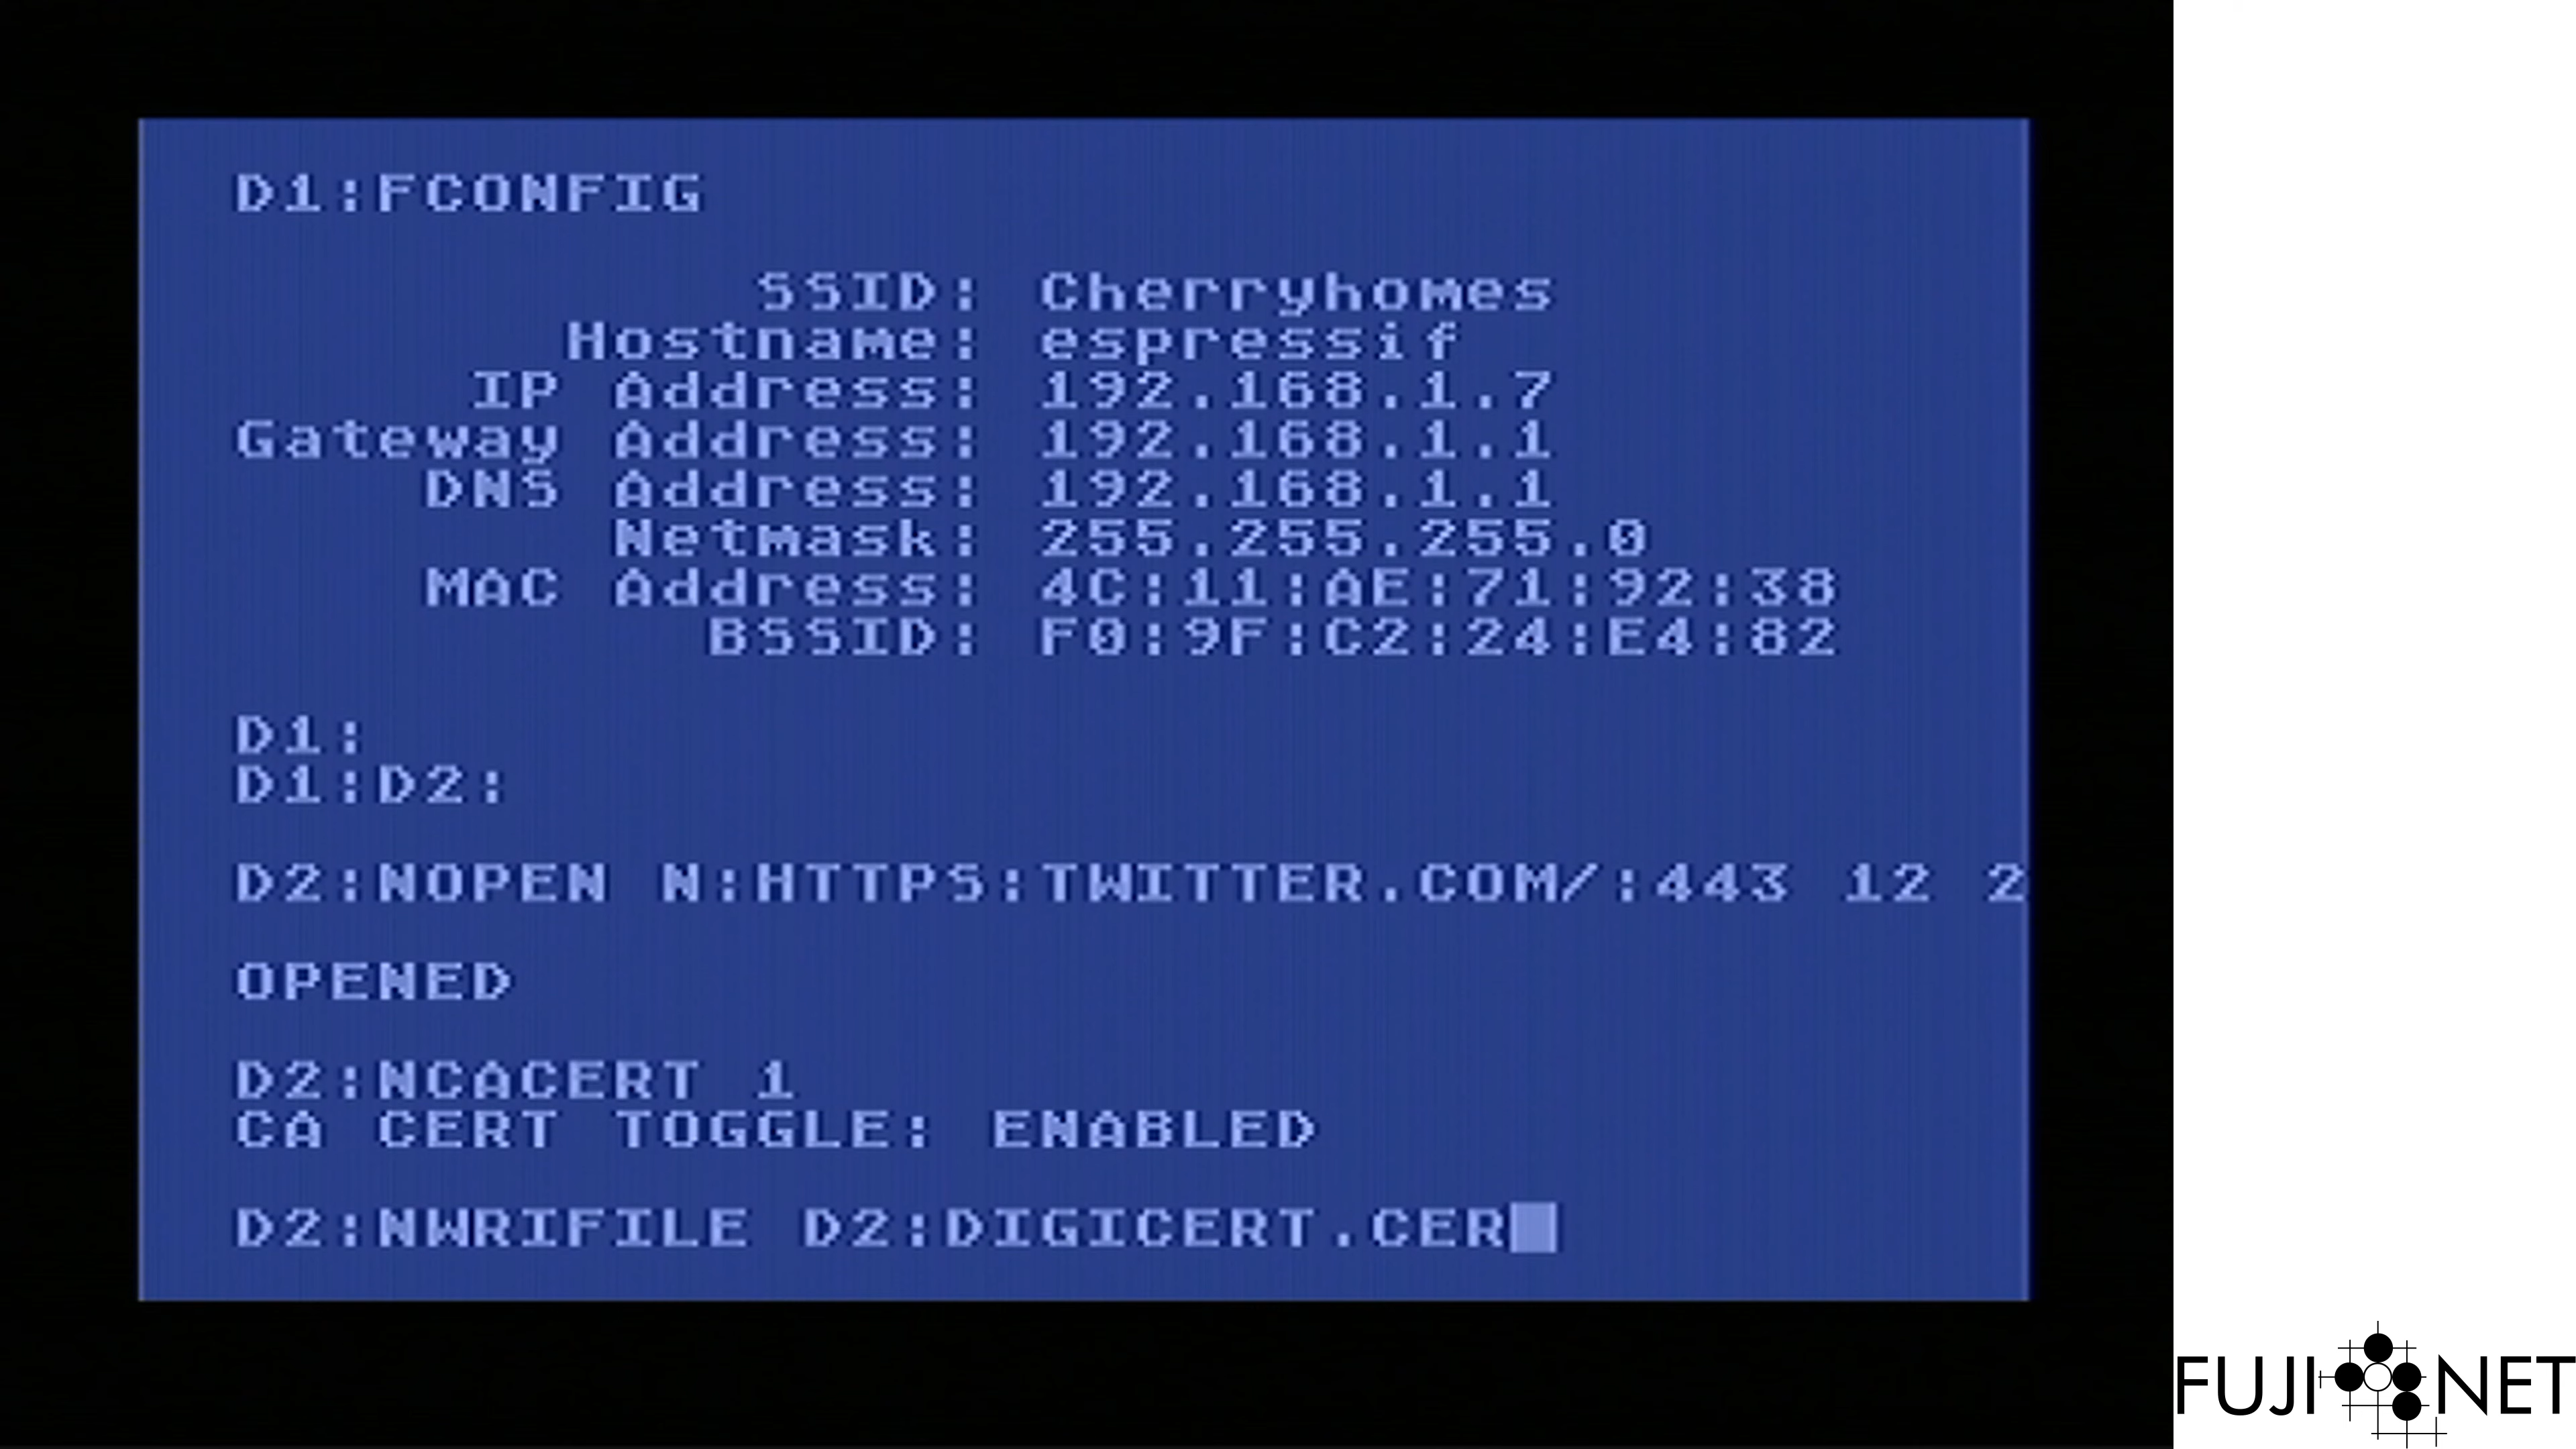 D1:FCONFIG
SSID: Cherryhomes
Hostname: espressif
IP Address: 192.168.1.7
Gateway Address: 192.168.1.1
DNS Address: 192.168.1.1
Netmask: 255.255.255.0
MAC Address: 4C:11:AE:71:92:38
BSSID: F0:9F:C2:24:E4:82
D1:
D1:D2:
D2:NOPEN N:HTTPS:TWITTER.COM/:443 12 2
OPENED
D2:NCACERT 1
CA CERT TOGGLE: ENABLED
D2:NWRIFILE D2:DIGICERT.CER
FUJI NET